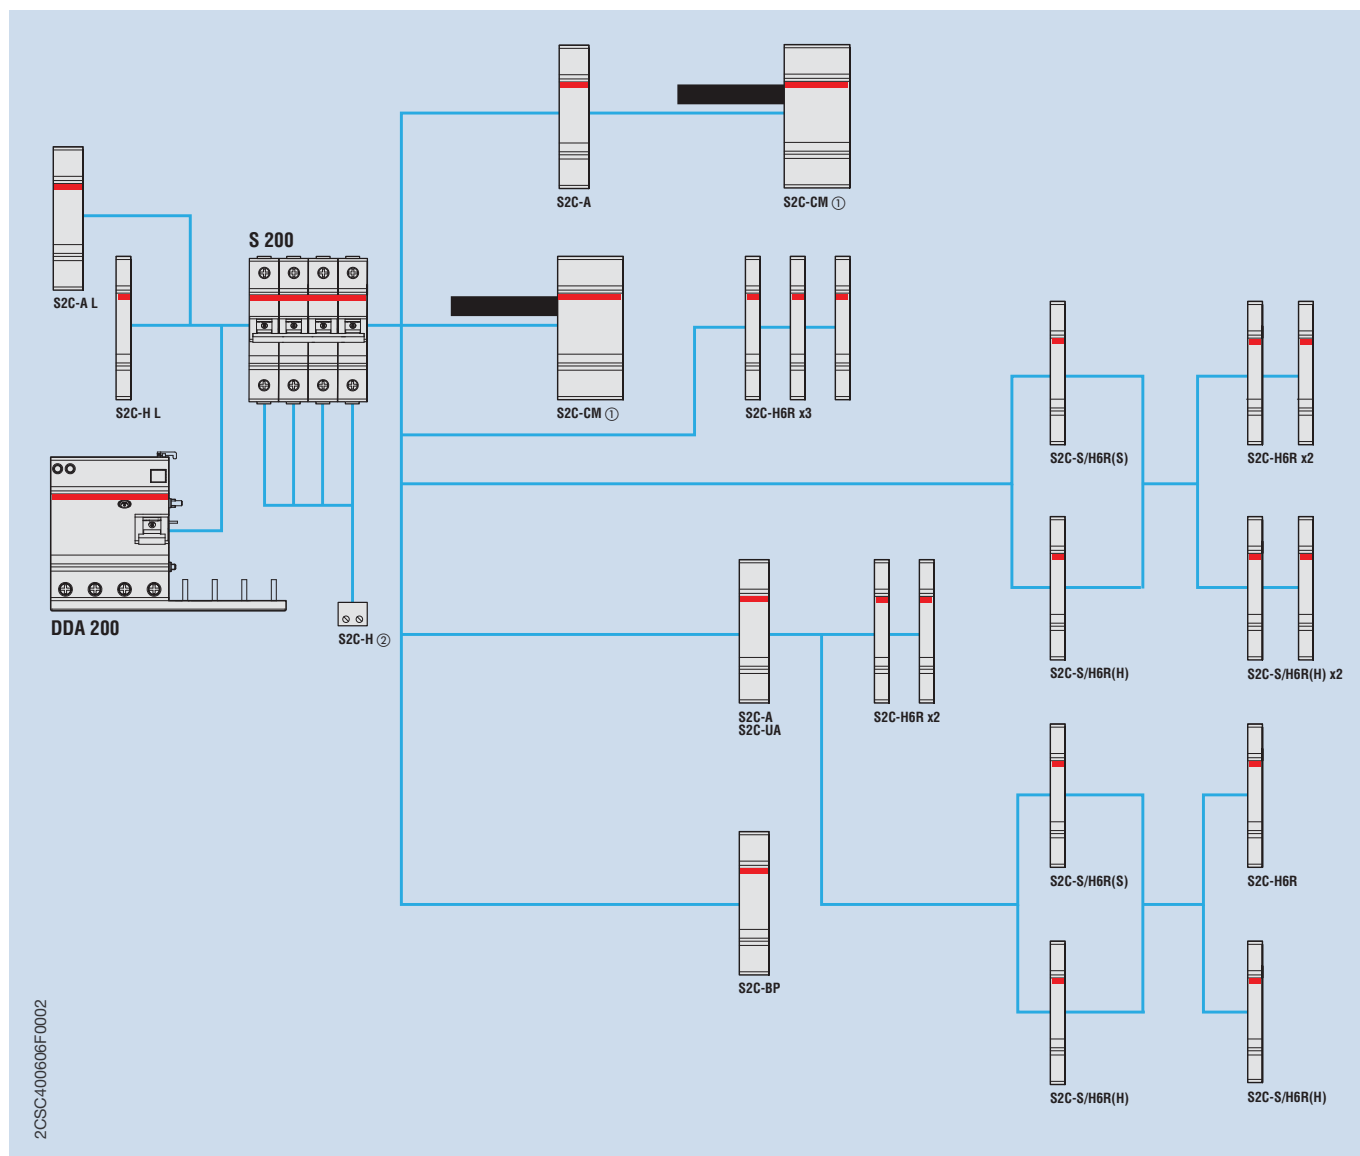 S2C-A
S2C-CM ①
S2C-A L
S 200
S2C-H L
S2C-CM ①
S2C-H6R x3
S2C-S/H6R(S)
S2C-H6R x2
DDA 200
S2C-H ②
S2C-S/H6R(H)
S2C-S/H6R(H) x2
S2C-A
S2C-UA
S2C-H6R x2
S2C-S/H6R(S)
S2C-H6R
S2C-BP
S2C-S/H6R(H)
S2C-S/H6R(H)
2CSC400606F0002